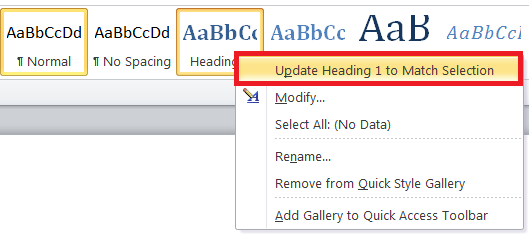 AaBbCcDd AaBbCcDd AaBbCc AaBbCc AaB AaBbCcI
¶ Normal ¶ No Spacing Heading
Update Heading 1 to Match Selection
Modify...
Select All: (No Data)
Rename...
Remove from Quick Style Gallery
Add Gallery to Quick Access Toolbar